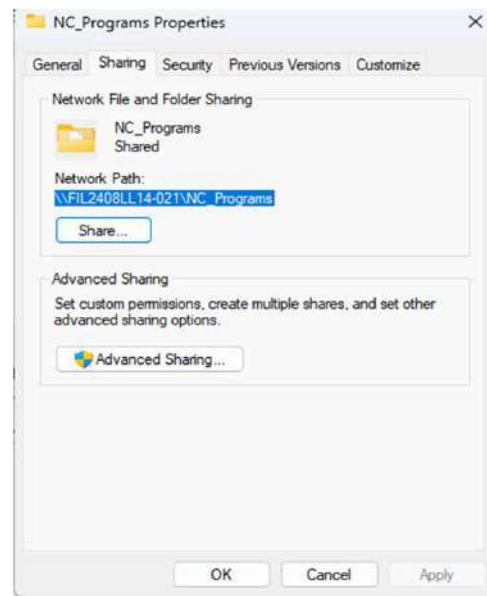 NC_Programs Properties
General Sharing Security Previous Versions Customize
Network File and Folder Sharing
NC_Programs
Shared
Network Path:
\\FIL2408LL14-021\NC_Programs
Share...
Advanced Sharing
Set custom permissions, create multiple shares, and set other
advanced sharing options.
Advanced Sharing...
OK Cancel Apply